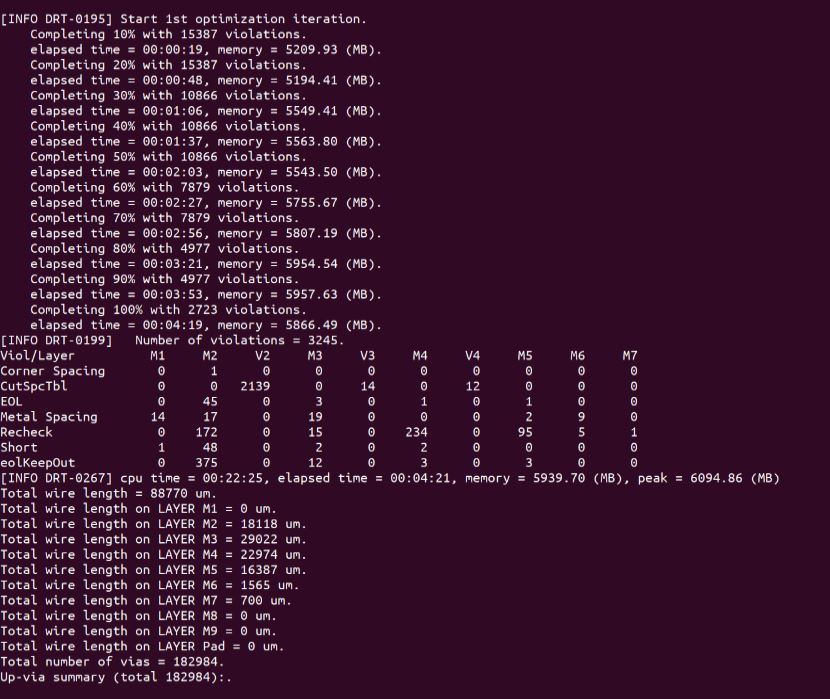 [INFO DRT-0195] Start 1st optimization iteration.
    Completing 10% with 15387 violations.
    elapsed time = 00:00:19, memory = 5209.93 (MB).
    Completing 20% with 15387 violations.
    elapsed time = 00:00:48, memory = 5194.41 (MB).
    Completing 30% with 10866 violations.
    elapsed time = 00:01:06, memory = 5549.41 (MB).
    Completing 40% with 10866 violations.
    elapsed time = 00:01:37, memory = 5563.80 (MB).
    Completing 50% with 10866 violations.
    elapsed time = 00:02:03, memory = 5543.50 (MB).
    Completing 60% with 7879 violations.
    elapsed time = 00:02:27, memory = 5755.67 (MB).
    Completing 70% with 7879 violations.
    elapsed time = 00:02:56, memory = 5807.19 (MB).
    Completing 80% with 4977 violations.
    elapsed time = 00:03:21, memory = 5954.54 (MB).
    Completing 90% with 4977 violations.
    elapsed time = 00:03:53, memory = 5957.63 (MB).
    Completing 100% with 2723 violations.
    elapsed time = 00:04:19, memory = 5866.49 (MB).
[INFO DRT-0199]   Number of violations = 3245.
Viol/Layer          M1     M2     V2     M3     V3     M4     V4     M5     M6     M7
Corner Spacing       0      1      0      0      0      0      0      0      0      0
CutSpcTbl            0      0   2139      0     14      0     12      0      0      0
EOL                  0     45      0      3      0      1      0      1      0      0
Metal Spacing       14     17      0     19      0      0      0      2      9      0
Recheck              0    172      0     15      0    234      0     95      5      1
Short                1     48      0      2      0      2      0      0      0      0
eolKeepOut           0    375      0     12      0      3      0      3      0      0
[INFO DRT-0267] cpu time = 00:22:25, elapsed time = 00:04:21, memory = 5939.70 (MB), peak = 6094.86 (MB)
Total wire length = 88770 um.
Total wire length on LAYER M1 = 0 um.
Total wire length on LAYER M2 = 18118 um.
Total wire length on LAYER M3 = 29022 um.
Total wire length on LAYER M4 = 22974 um.
Total wire length on LAYER M5 = 16387 um.
Total wire length on LAYER M6 = 1565 um.
Total wire length on LAYER M7 = 700 um.
Total wire length on LAYER M8 = 0 um.
Total wire length on LAYER M9 = 0 um.
Total wire length on LAYER Pad = 0 um.
Total number of vias = 182984.
Up-via summary (total 182984):.